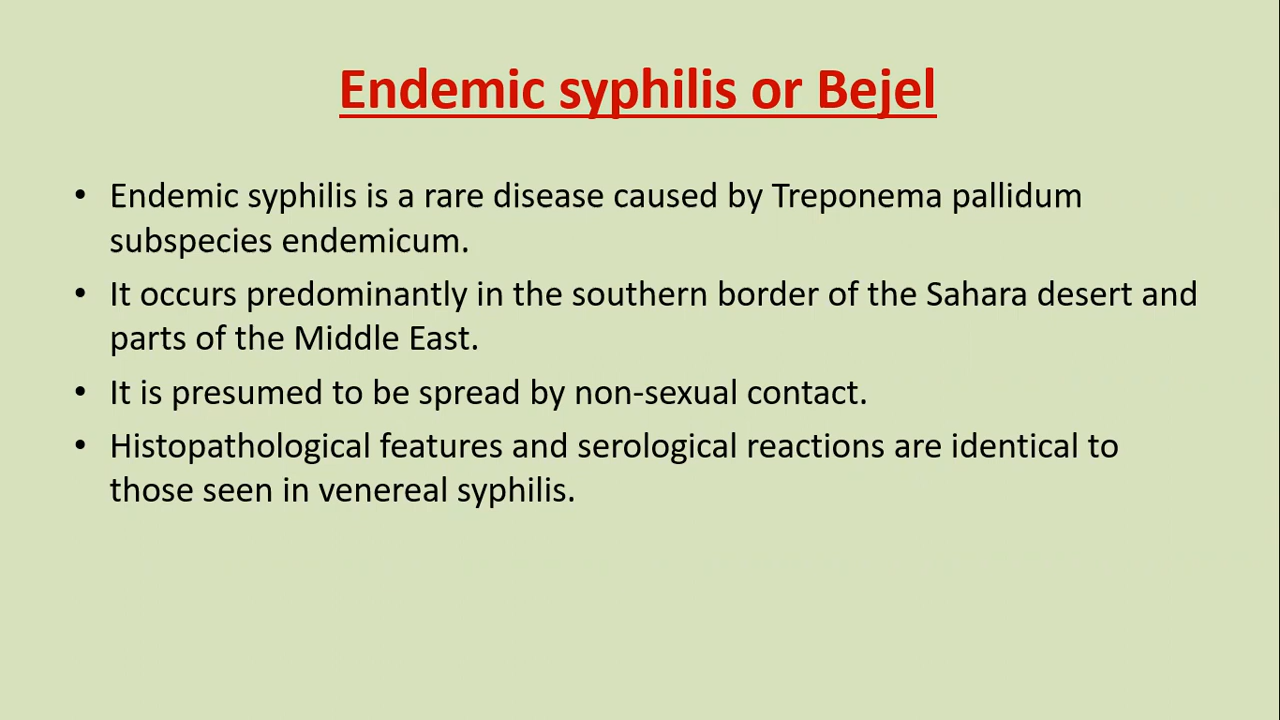 Endemic syphilis or Bejel
• Endemic syphilis is a rare disease caused by Treponema pallidum
subspecies endemicum.
• It occurs predominantly in the southern border of the Sahara desert and
parts of the Middle East.
• It is presumed to be spread by non-sexual contact.
• Histopathological features and serological reactions are identical to
those seen in venereal syphilis.